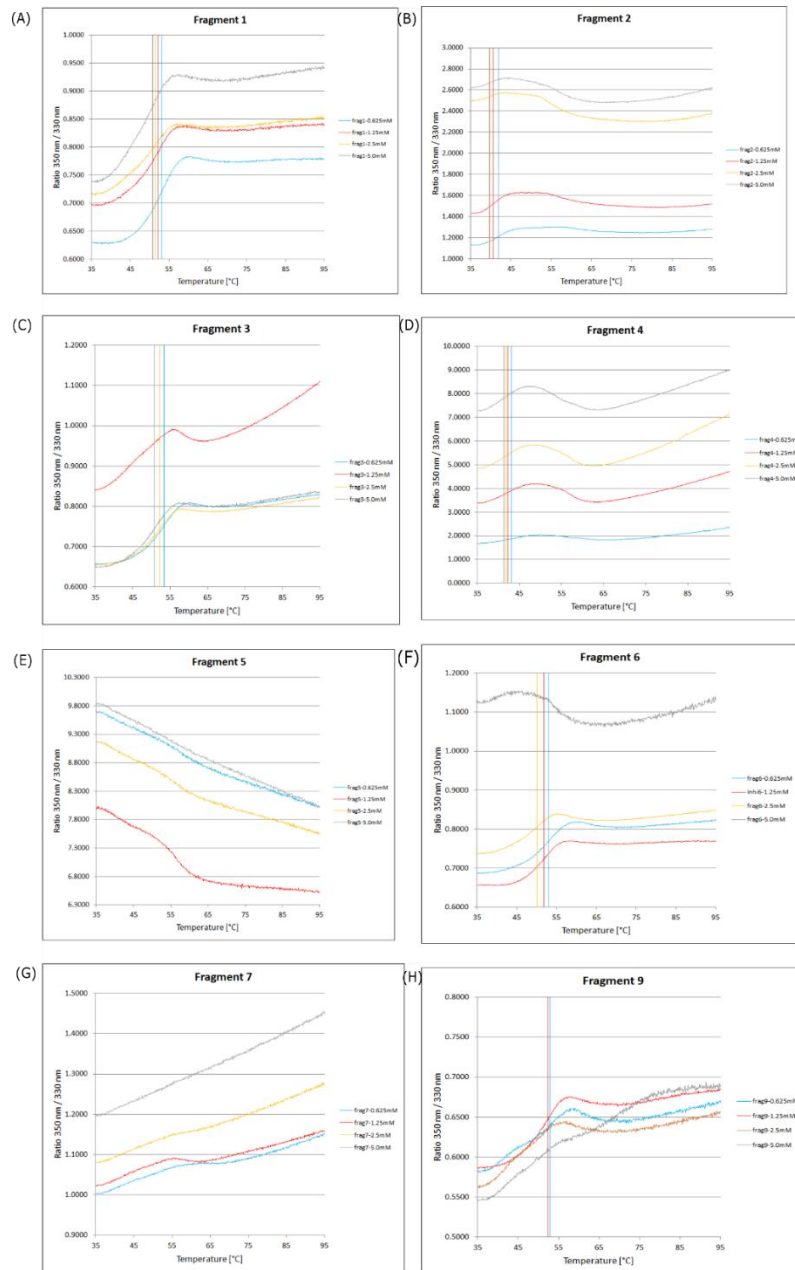 (A)
Fragment 1
Ratio 350 nm / 330 nm
1.0000
0.9500
0.9000
0.8500
0.8000
0.7500
0.7000
0.6500
0.6000
35 45 55 65 75 85 95
Temperature [°C]
frag1-0.625mM
frag1-1.25mM
frag1-2.5mM
frag1-5.0mM
(B)
Fragment 2
Ratio 350 nm / 330 nm
3.0000
2.8000
2.6000
2.4000
2.2000
2.0000
1.8000
1.6000
1.4000
1.2000
1.0000
35 45 55 65 75 85 95
Temperature [°C]
frag2-0.625mM
frag2-1.25mM
frag2-2.5mM
frag2-5.0mM
(C)
Fragment 3
Ratio 350 nm / 330 nm
1.2000
1.1000
1.0000
0.9000
0.8000
0.7000
0.6000
35 45 55 65 75 85 95
Temperature [°C]
frag3-0.625mM
frag3-1.25mM
frag3-2.5mM
frag3-5.0mM
(D)
Fragment 4
Ratio 350 nm / 330 nm
10.0000
9.0000
8.0000
7.0000
6.0000
5.0000
4.0000
3.0000
2.0000
1.0000
0.0000
35 45 55 65 75 85 95
Temperature [°C]
frag4-0.625mM
frag4-1.25mM
frag4-2.5mM
frag4-5.0mM
(E)
Fragment 5
Ratio 350 nm / 330 nm
10.3000
9.8000
9.3000
8.8000
8.3000
7.8000
7.3000
6.8000
6.3000
35 45 55 65 75 85 95
Temperature [°C]
frag5-0.625mM
frag5-1.25mM
frag5-2.5mM
frag5-5.0mM
(F)
Fragment 6
Ratio 350 nm / 330 nm
1.2000
1.1000
1.0000
0.9000
0.8000
0.7000
0.6000
35 45 55 65 75 85 95
Temperature [°C]
frag6-0.625mM
inh6-1.25mM
frag6-2.5mM
frag6-5.0mM
(G)
Fragment 7
Ratio 350 nm / 330 nm
1.5000
1.4000
1.3000
1.2000
1.1000
1.0000
0.9000
35 45 55 65 75 85 95
Temperature [°C]
frag7-0.625mM
frag7-1.25mM
frag7-2.5mM
frag7-5.0mM
(H)
Fragment 9
Ratio 350 nm / 330 nm
0.8000
0.7500
0.7000
0.6500
0.6000
0.5500
0.5000
35 45 55 65 75 85 95
Temperature [°C]
frag9-0.625mM
frag9-1.25mM
frag9-2.5mM
frag9-5.0mM